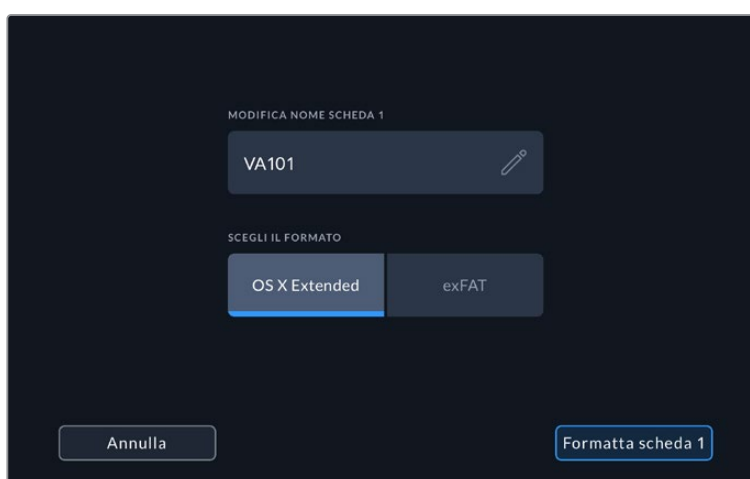 MODIFICA NOME SCHEDA 1
VA101
SCEGLI IL FORMATO
OS X Extended
exFAT
Annulla
Formatta scheda 1